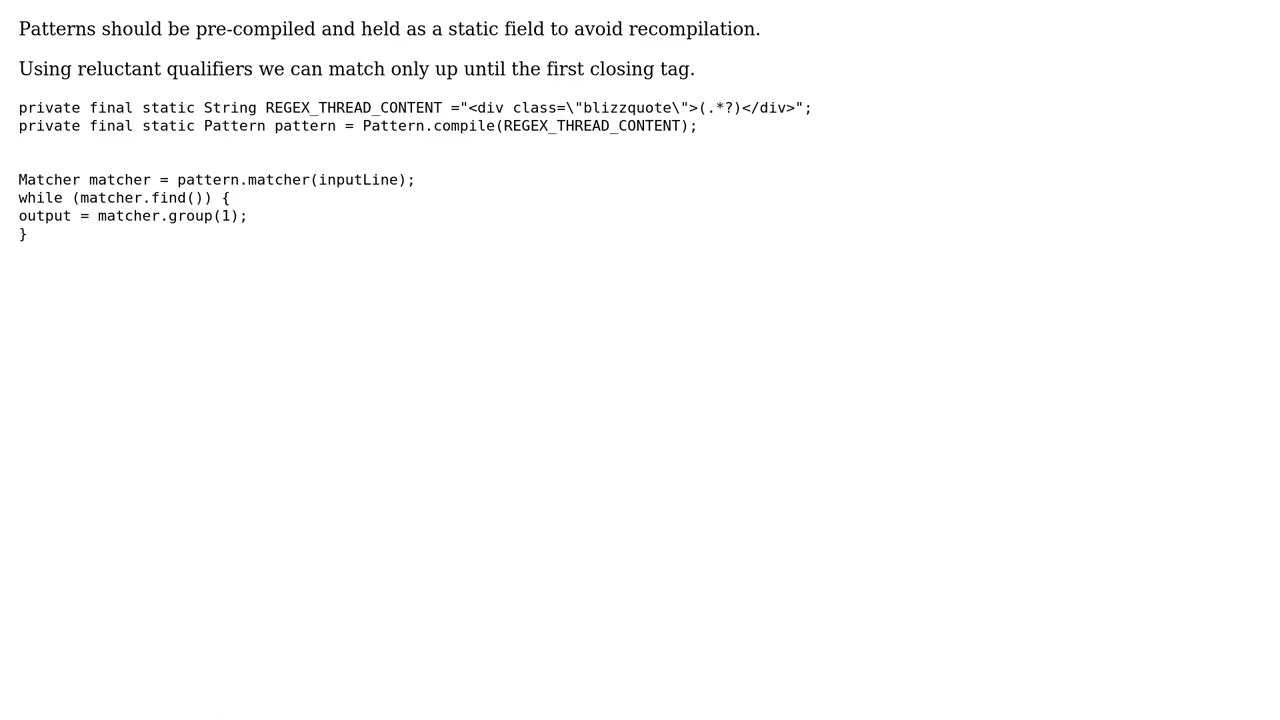 Patterns should be pre-compiled and held as a static field to avoid recompilation.
Using reluctant qualifiers we can match only up until the first closing tag.
private final static String REGEX_THREAD_CONTENT ="<div class=\"blizzquote\">(.*?)</div>";
private final static Pattern pattern = Pattern.compile(REGEX_THREAD_CONTENT);
Matcher matcher = pattern.matcher(inputLine);
while (matcher.find()) {
output = matcher.group(1);
}